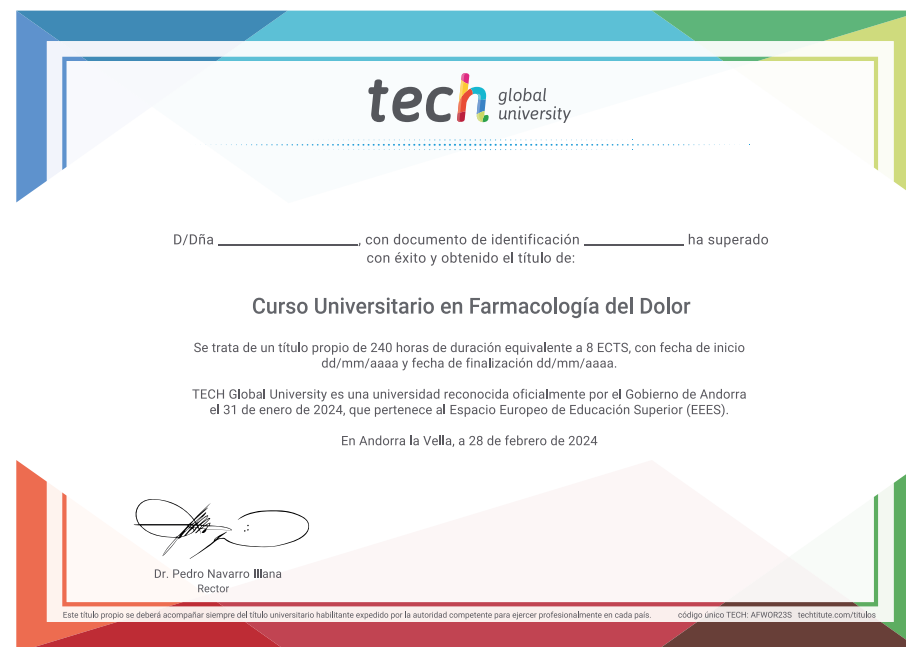 tech global university
D/Dña ____________________, con documento de identificación ______________ ha superado
con éxito y obtenido el título de:
Curso Universitario en Farmacología del Dolor
Se trata de un título propio de 240 horas de duración equivalente a 8 ECTS, con fecha de inicio
dd/mm/aaaa y fecha de finalización dd/mm/aaaa.
TECH Global University es una universidad reconocida oficialmente por el Gobierno de Andorra
el 31 de enero de 2024, que pertenece al Espacio Europeo de Educación Superior (EEES).
En Andorra la Vella, a 28 de febrero de 2024
Dr. Pedro Navarro Illana
Rector
Este título propio se deberá acompañar siempre del título universitario habilitante expedido por la autoridad competente para ejercer profesionalmente en cada país. código único TECH: AFWOR23S techtitute.com/titulos